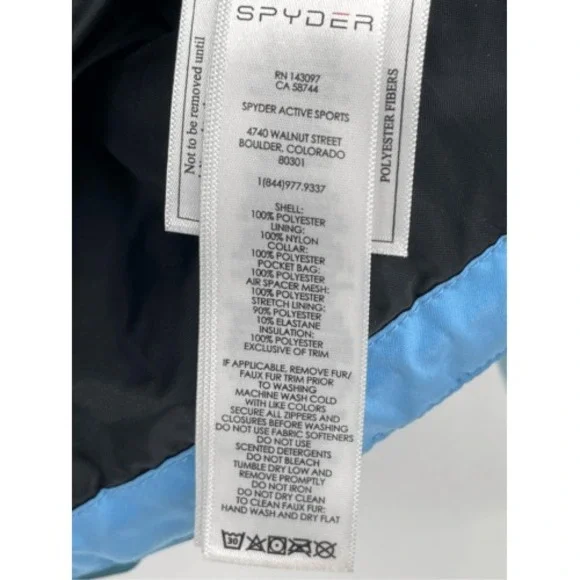 SPYDER
RN 143097
CA 58744
SPYDER ACTIVE SPORTS
4740 WALNUT STREET
BOULDER, COLORADO
80301
1(844)977.9337
SHELL:
100% POLYESTER
LINING:
100% NYLON
COLLAR:
100% POLYESTER
POCKET BAG:
100% POLYESTER
AIR SPACER MESH:
100% POLYESTER
STRETCH LINING:
90% POLYESTER
10% ELASTANE
INSULATION:
100% POLYESTER
EXCLUSIVE OF TRIM
IF APPLICABLE, REMOVE FUR/
FAUX FUR TRIM PRIOR
TO WASHING
MACHINE WASH COLD
WITH LIKE COLORS
SECURE ALL ZIPPERS AND
CLOSURES BEFORE WASHING
DO NOT USE FABRIC SOFTENERS
DO NOT USE
SCENTED DETERGENTS
DO NOT BLEACH
TUMBLE DRY LOW AND
REMOVE PROMPTLY
DO NOT IRON
DO NOT DRY CLEAN
TO CLEAN FAUX FUR:
HAND WASH AND DRY FLAT
30
Not to be removed until
POLYESTER FIBERS